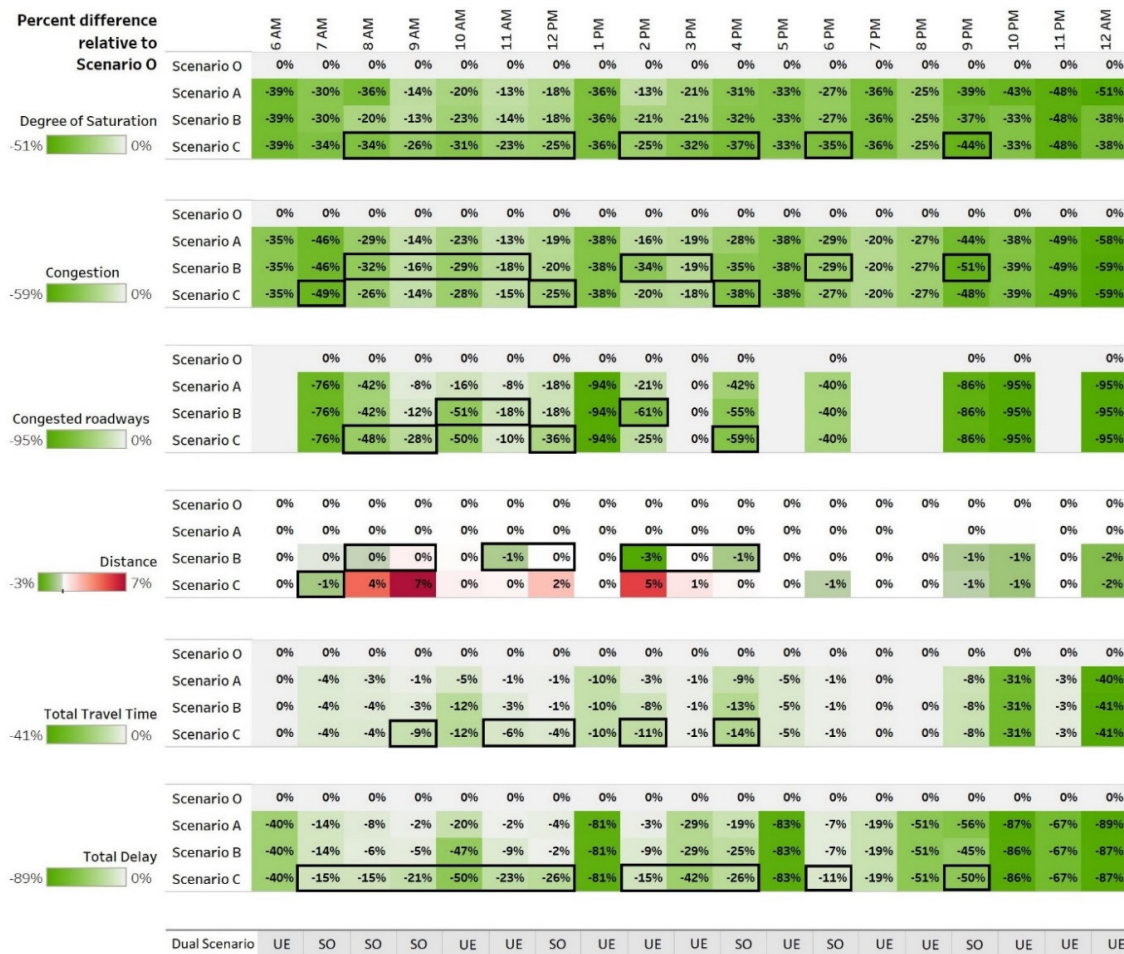 Percent difference relative to Scenario O
6 AM 7 AM 8 AM 9 AM 10 AM 11 AM 12 PM 1 PM 2 PM 3 PM 4 PM 5 PM 6 PM 7 PM 8 PM 9 PM 10 PM 11 PM 12 AM
Scenario O 0% 0% 0% 0% 0% 0% 0% 0% 0% 0% 0% 0% 0% 0% 0% 0% 0% 0% 0%
Scenario A -39% -30% -36% -14% -20% -13% -18% -36% -13% -21% -31% -33% -27% -36% -25% -39% -43% -48% -51%
Degree of Saturation
Scenario B -39% -30% -20% -13% -23% -14% -18% -36% -21% -21% -32% -33% -27% -36% -25% -37% -33% -48% -38%
-51% 0%
Scenario C -39% -34% -34% -26% -31% -23% -25% -36% -25% -32% -37% -33% -35% -36% -25% -44% -33% -48% -38%
Scenario O 0% 0% 0% 0% 0% 0% 0% 0% 0% 0% 0% 0% 0% 0% 0% 0% 0% 0% 0%
Scenario A -35% -46% -29% -14% -23% -13% -19% -38% -16% -19% -28% -38% -29% -20% -27% -44% -38% -49% -58%
Congestion
Scenario B -35% -46% -32% -16% -29% -18% -20% -38% -34% -19% -35% -38% -29% -20% -27% -51% -39% -49% -59%
-59% 0%
Scenario C -35% -49% -26% -14% -28% -15% -25% -38% -20% -18% -38% -38% -27% -20% -27% -48% -39% -49% -59%
Scenario O 0% 0% 0% 0% 0% 0% 0% 0% 0% 0% 0% 0% 0% 0%
Scenario A -76% -42% -8% -16% -8% -18% -94% -21% 0% -42% -40% -86% -95% -95%
Congested roadways
Scenario B -76% -42% -12% -51% -18% -18% -94% -61% 0% -55% -40% -86% -95% -95%
-95% 0%
Scenario C -76% -48% -28% -50% -10% -36% -94% -25% 0% -59% -40% -86% -95% -95%
Scenario O 0% 0% 0% 0% 0% 0% 0% 0% 0% 0% 0% 0% 0% 0% 0% 0% 0% 0% 0%
Scenario A 0% 0% 0% 0% 0% 0% 0% 0% 0% 0% 0% 0% 0% 0% 0% 0%
Distance
Scenario B 0% 0% 0% 0% 0% -1% 0% 0% -3% 0% -1% 0% 0% 0% 0% -1% -1% 0% -2%
-3% 7%
Scenario C 0% -1% 4% 7% 0% 0% 2% 0% 5% 1% 0% 0% -1% 0% 0% -1% -1% 0% -2%
Scenario O 0% 0% 0% 0% 0% 0% 0% 0% 0% 0% 0% 0% 0% 0% 0% 0% 0% 0% 0%
Scenario A 0% -4% -3% -1% -5% -1% -1% -10% -3% -1% -9% -5% -1% 0% -8% -31% -3% -40%
Total Travel Time
Scenario B 0% -4% -4% -3% -12% -3% -1% -10% -8% -1% -13% -5% -1% 0% 0% -8% -31% -3% -41%
-41% 0%
Scenario C 0% -4% -4% -9% -12% -6% -4% -10% -11% -1% -14% -5% -1% 0% 0% -8% -31% -3% -41%
Scenario O 0% 0% 0% 0% 0% 0% 0% 0% 0% 0% 0% 0% 0% 0% 0% 0% 0% 0% 0%
Scenario A -40% -14% -8% -2% -20% -2% -4% -81% -3% -29% -19% -83% -7% -19% -51% -56% -87% -67% -89%
Total Delay
Scenario B -40% -14% -6% -5% -47% -9% -2% -81% -9% -29% -25% -83% -7% -19% -51% -45% -86% -67% -87%
-89% 0%
Scenario C -40% -15% -15% -21% -50% -23% -26% -81% -15% -42% -26% -83% -11% -19% -51% -50% -86% -67% -87%
Dual Scenario UE SO SO SO UE UE SO UE UE UE SO UE SO UE UE SO UE UE UE